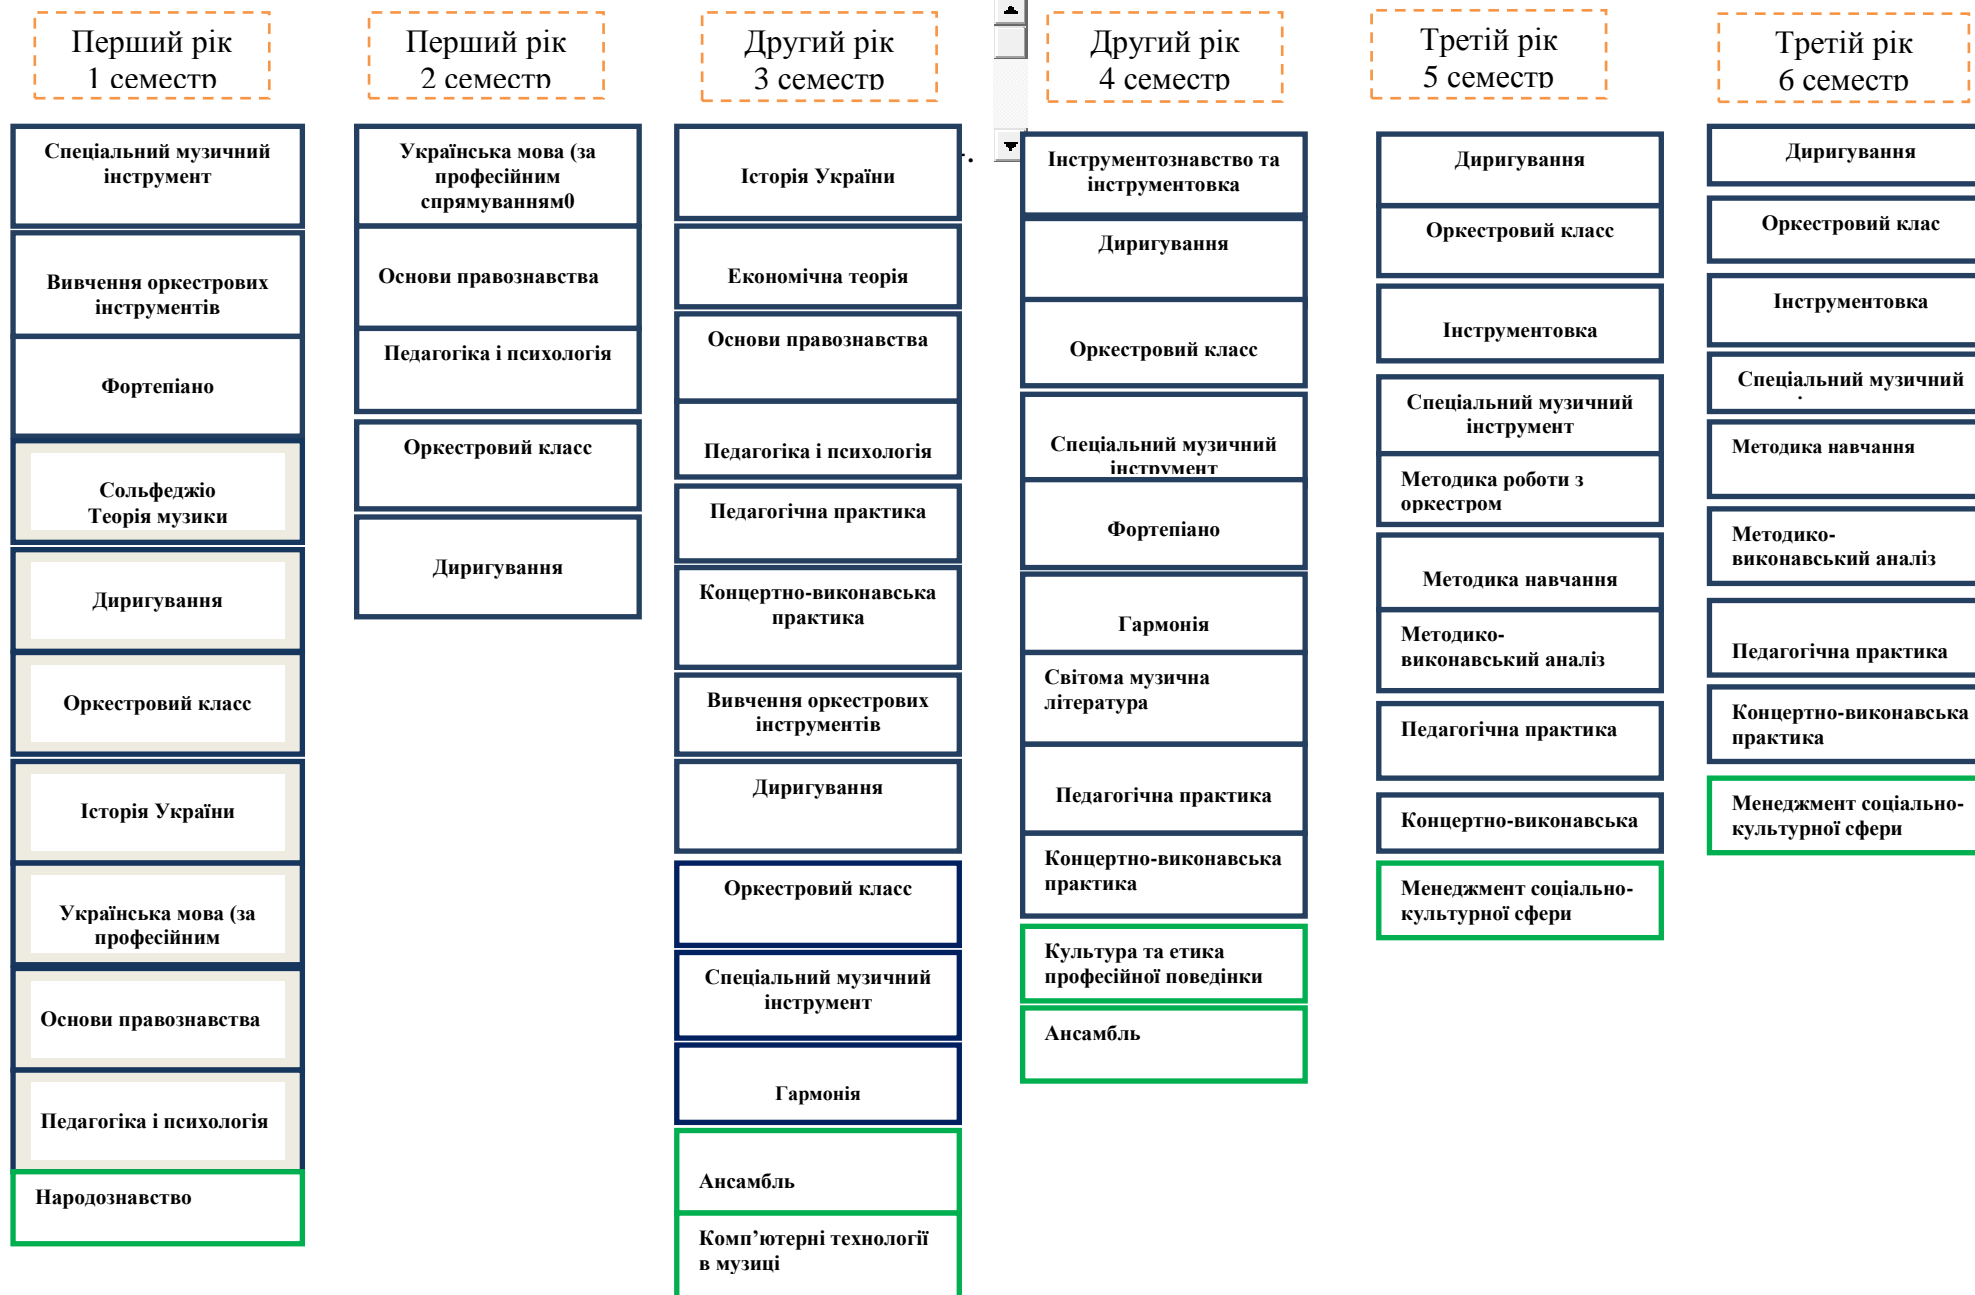 Перший рік
1 семестр
Спеціальний музичний
інструмент
Вивчення оркестрових
інструментів
Фортепіано
Сольфеджіо
Теорія музики
Диригування
Оркестровий класс
Історія України
Українська мова (за
професійним
Основи правознавства
Педагогіка і психологія
Народознавство
Перший рік
2 семестр
Українська мова (за
професійним
спрямуванням0
Основи правознавства
Педагогіка і психологія
Оркестровий класс
Диригування
Другий рік
3 семестр
Історія України
Економічна теорія
Основи правознавства
Педагогіка і психологія
Педагогічна практика
Концертно-виконавська
практика
Вивчення оркестрових
інструментів
Диригування
Оркестровий класс
Спеціальний музичний
інструмент
Гармонія
Ансамбль
Комп’ютерні технології
в музиці
Другий рік
4 семестр
Інструментознавство та
інструментовка
Диригування
Оркестровий класс
Спеціальний музичний
інструмент
Фортепіано
Гармонія
Світома музична
література
Педагогічна практика
Концертно-виконавська
практика
Культура та етика
професійної поведінки
Ансамбль
Третій рік
5 семестр
Диригування
Оркестровий класс
Інструментовка
Спеціальний музичний
інструмент
Методика роботи з
оркестром
Методика навчання
Методико-
виконавський аналіз
Педагогічна практика
Концертно-виконавська
Менеджмент соціально-
культурної сфери
Третій рік
6 семестр
Диригування
Оркестровий клас
Інструментовка
Спеціальний музичний
Методика навчання
Методико-
виконавський аналіз
Педагогічна практика
Концертно-виконавська
практика
Менеджмент соціально-
культурної сфери